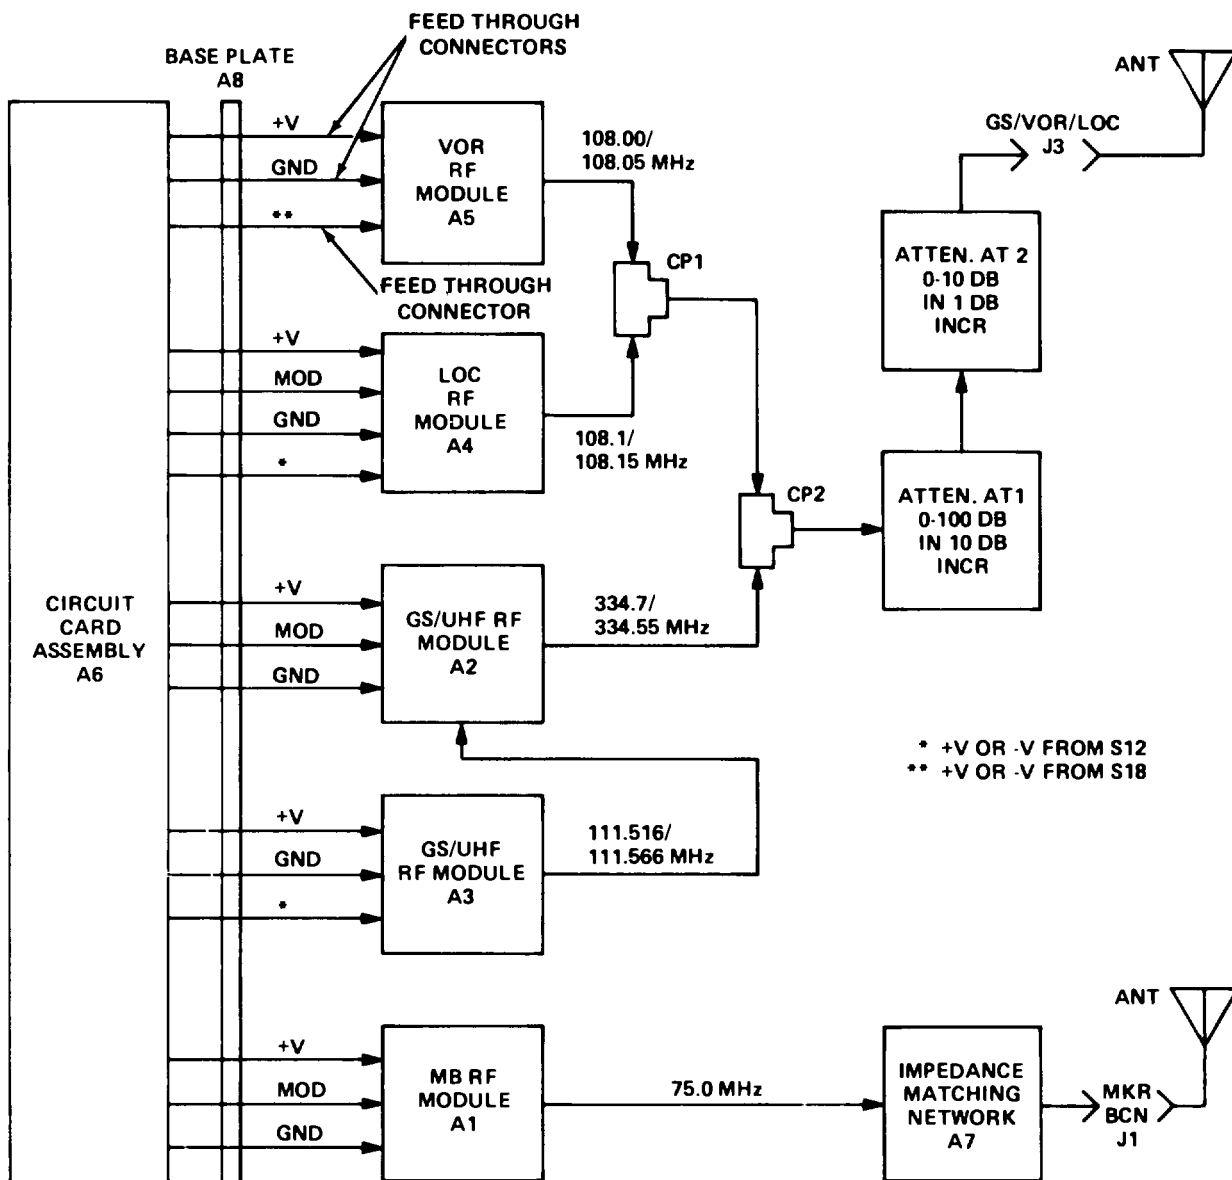 FEED THROUGH
CONNECTORS
BASE PLATE
A8
ANT
+V
GND
**
VOR
RF
MODULE
A5
108.00/
108.05 MHz
GS/VOR/LOC
J3
FEED THROUGH
CONNECTOR
CP1
ATTEN. AT 2
0-10 DB
IN 1 DB
INCR
+V
MOD
GND
*
LOC
RF
MODULE
A4
108.1/
108.15 MHz
CP2
ATTEN. AT1
0-100 DB
IN 10 DB
INCR
CIRCUIT
CARD
ASSEMBLY
A6
+V
MOD
GND
GS/UHF RF
MODULE
A2
334.7/
334.55 MHz
* +V OR -V FROM S12
** +V OR -V FROM S18
+V
GND
*
GS/UHF
RF MODULE
A3
111.516/
111.566 MHz
ANT
+V
MOD
GND
MB RF
MODULE
A1
75.0 MHz
IMPEDANCE
MATCHING
NETWORK
A7
MKR
BCN
J1